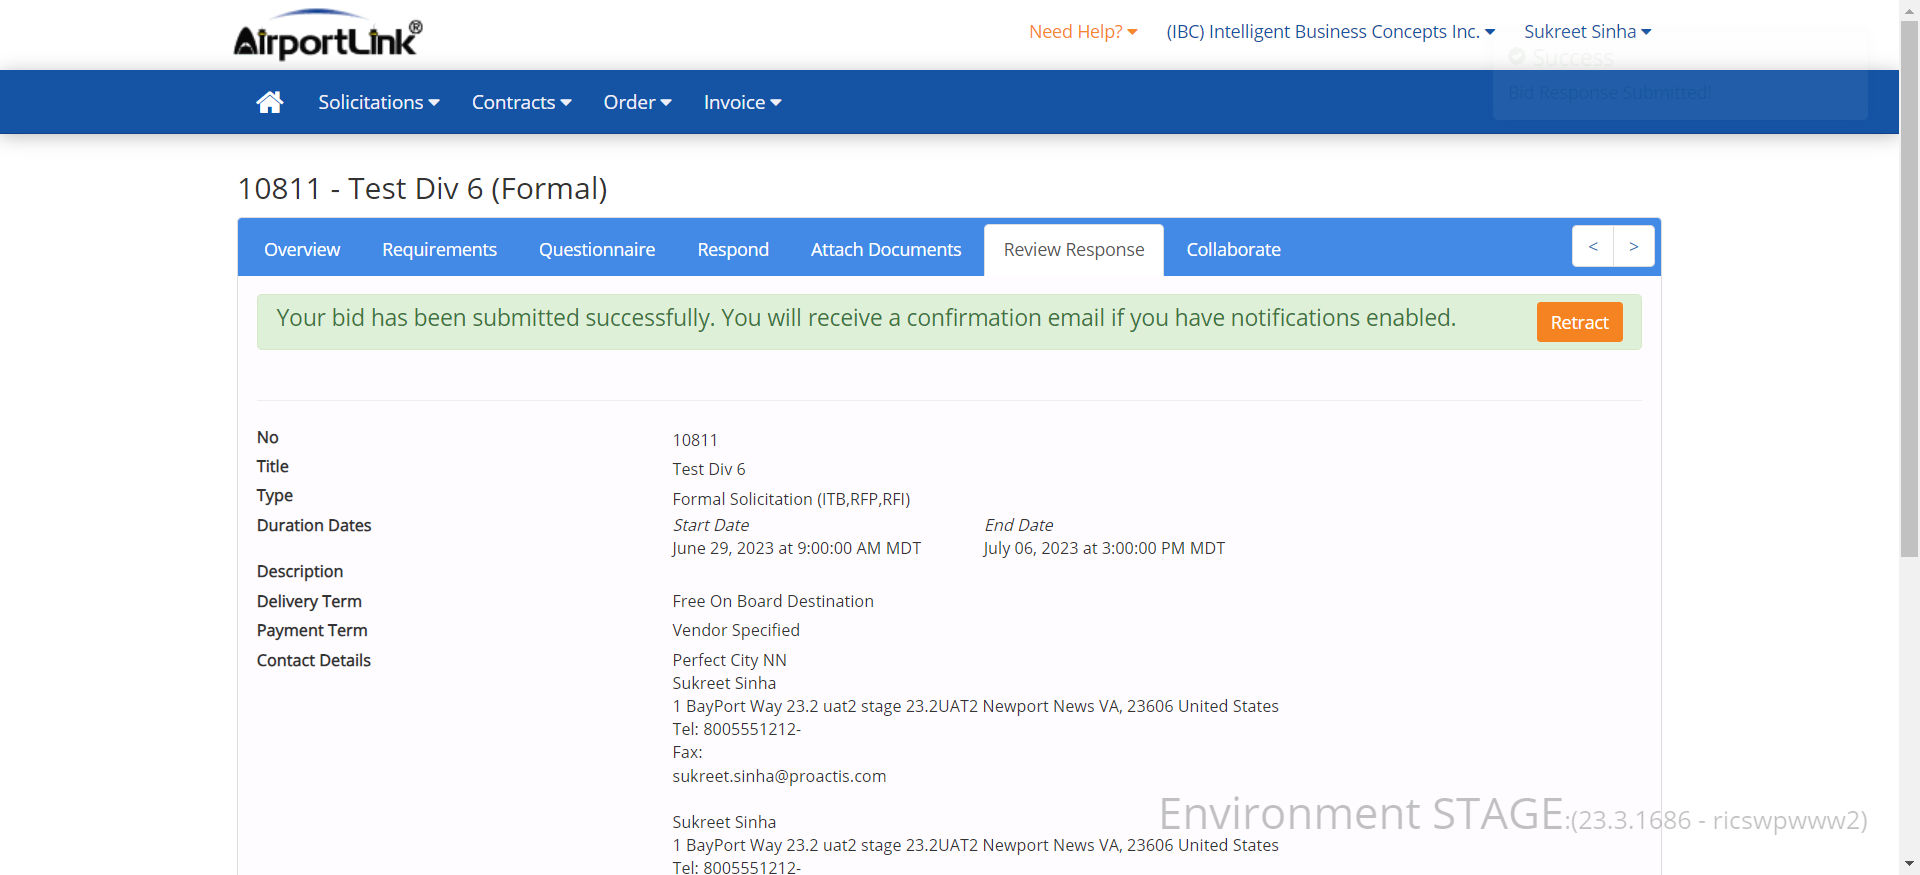 AirportLink®
Need Help? (IBC) Intelligent Business Concepts Inc. Sukreet Sinha
Success
Bid Response Submitted!
Solicitations Contracts Order Invoice
10811 - Test Div 6 (Formal)
Overview Requirements Questionnaire Respond Attach Documents Review Response Collaborate < >
Your bid has been submitted successfully. You will receive a confirmation email if you have notifications enabled. Retract
No 10811
Title Test Div 6
Type Formal Solicitation (ITB,RFP,RFI)
Duration Dates Start Date End Date
June 29, 2023 at 9:00:00 AM MDT July 06, 2023 at 3:00:00 PM MDT
Description
Delivery Term Free On Board Destination
Payment Term Vendor Specified
Contact Details Perfect City NN
Sukreet Sinha
1 BayPort Way 23.2 uat2 stage 23.2UAT2 Newport News VA, 23606 United States
Tel: 8005551212-
Fax:
sukreet.sinha@proactis.com
Sukreet Sinha
1 BayPort Way 23.2 uat2 stage 23.2UAT2 Newport News VA, 23606 United States
Tel: 8005551212-
Environment STAGE:(23.3.1686 - ricswpwww2)